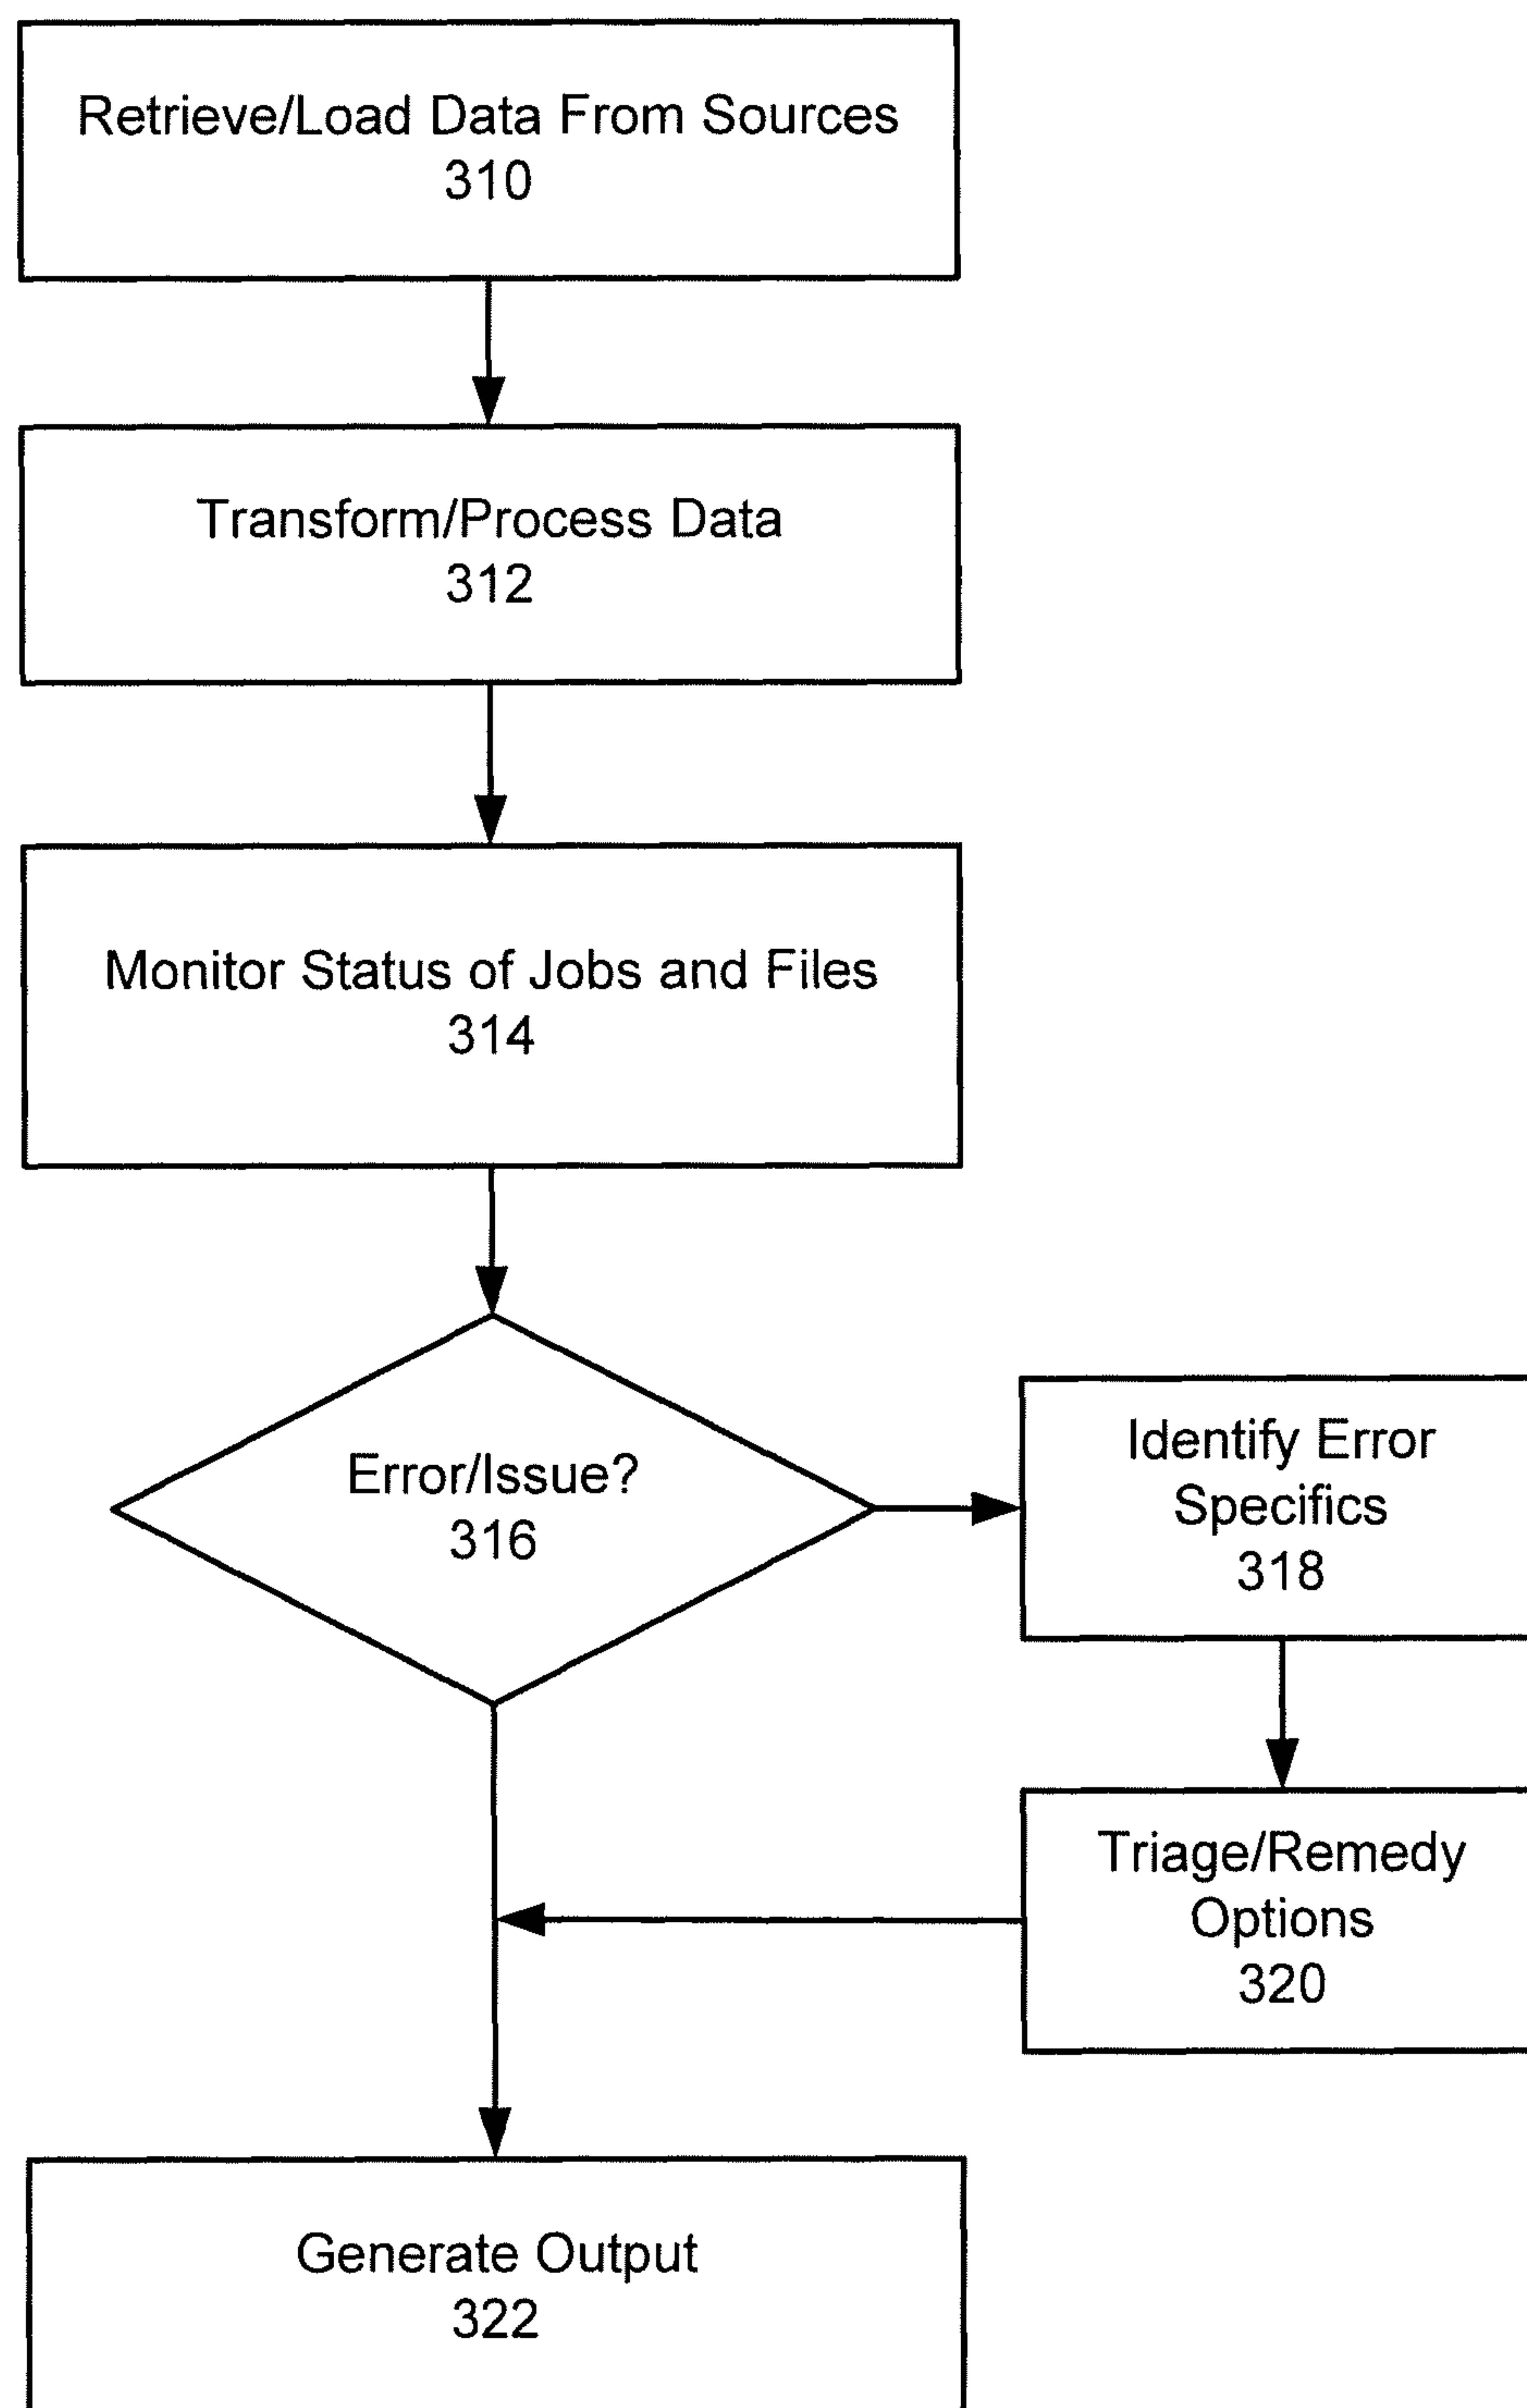 Retrieve/Load Data From Sources
310
Transform/Process Data
312
Monitor Status of Jobs and Files
314
Error/Issue?
316
Identify Error
Specifics
318
Triage/Remedy
Options
320
Generate Output
322